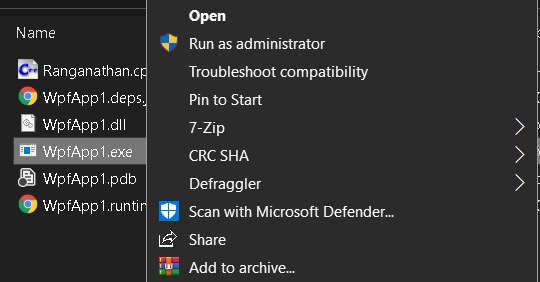 Name
Ranganathan.cp
WpfApp1.deps.j
WpfApp1.dll
WpfApp1.exe
WpfApp1.pdb
WpfApp1.runtin
Open
Run as administrator
Troubleshoot compatibility
Pin to Start
7-Zip
CRC SHA
Defraggler
Scan with Microsoft Defender...
Share
Add to archive...